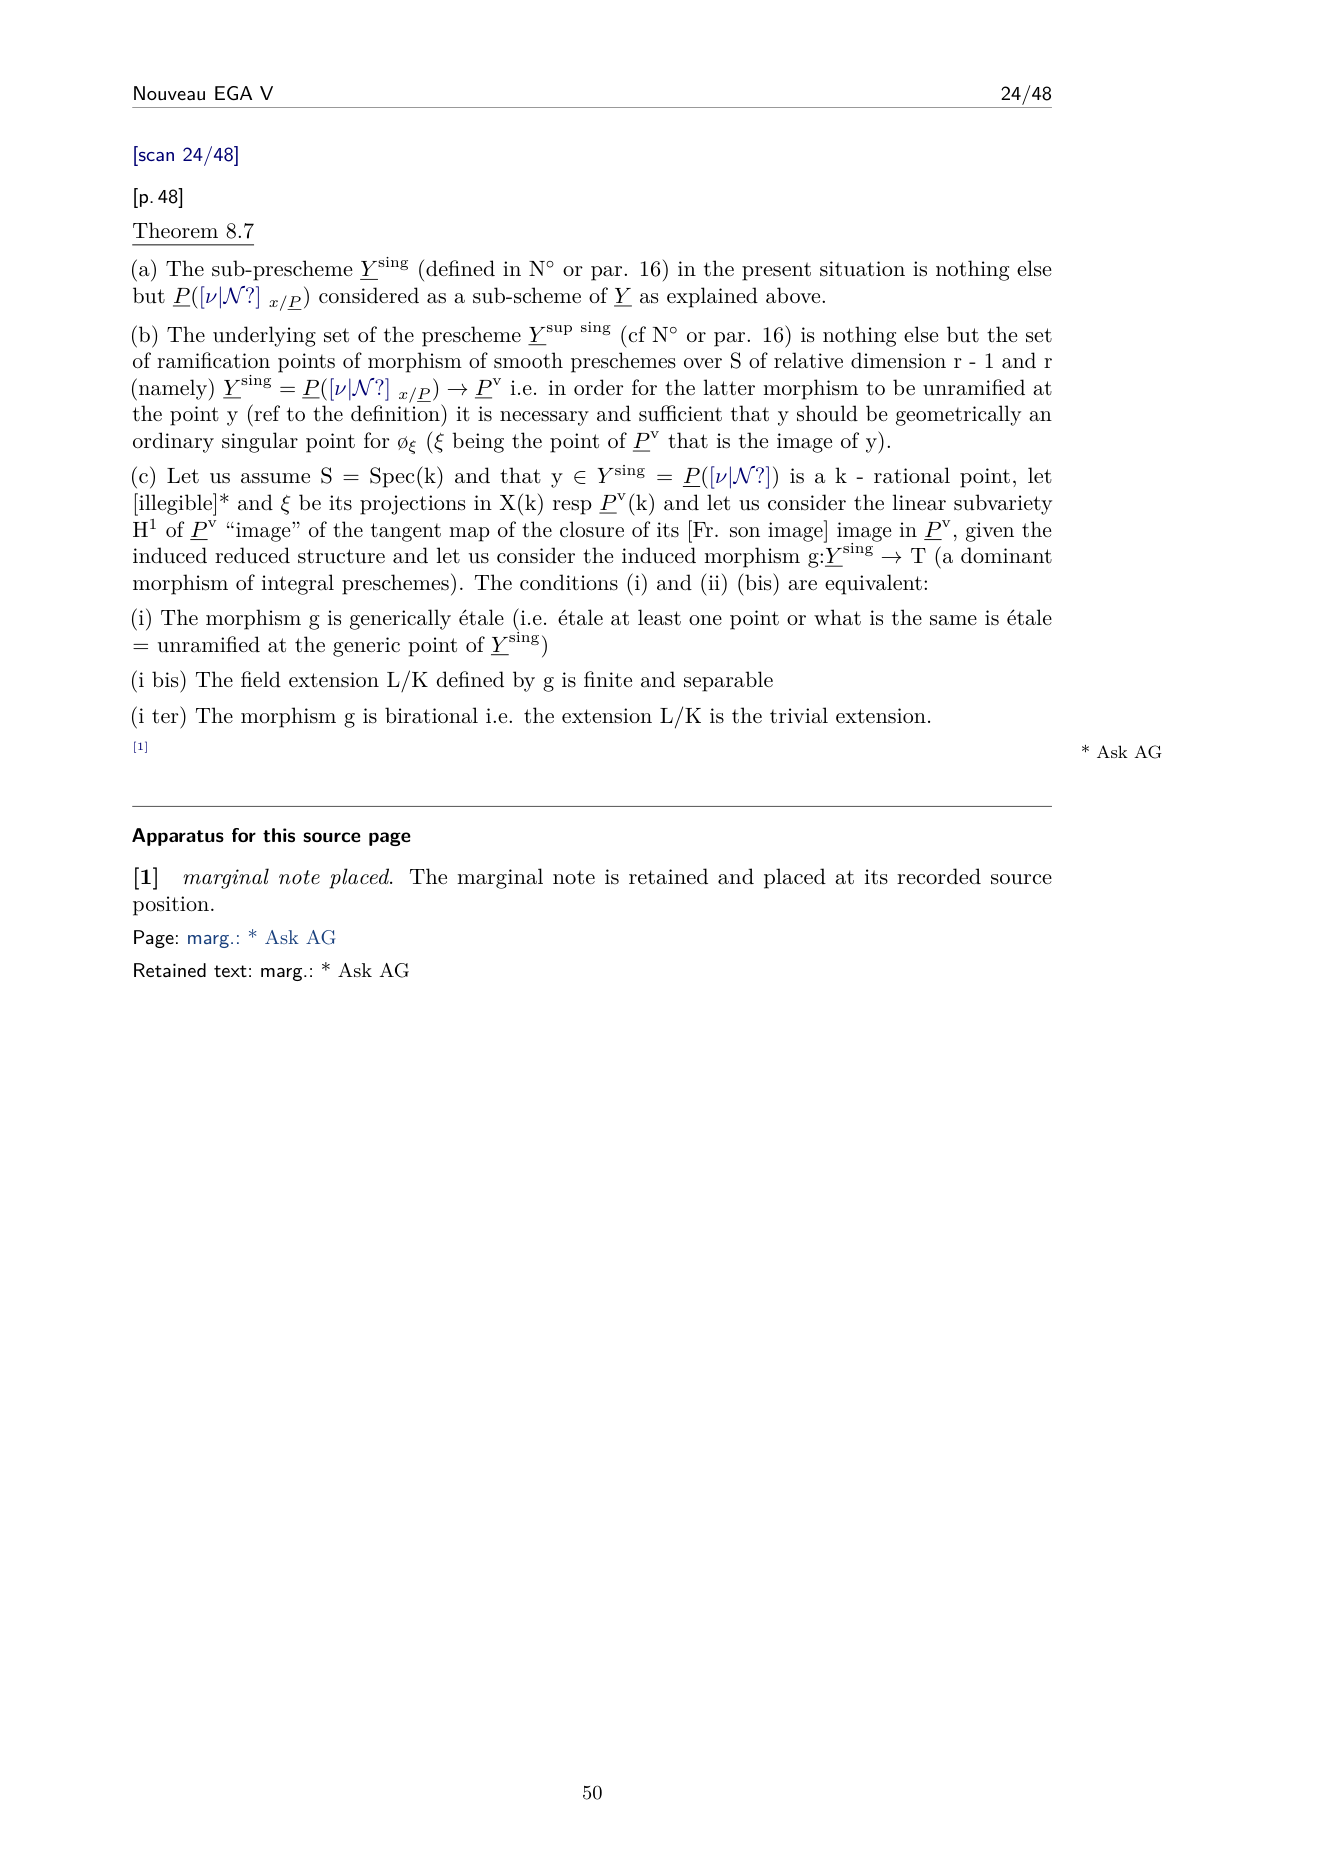 Nouveau EGA V 24/48
[scan 24/48]
[p. 48]
Theorem 8.7
(a) The sub-prescheme Y^sing (defined in N° or par. 16) in the present situation is nothing else
but P([ν|𝒩?] x/P) considered as a sub-scheme of Y as explained above.
(b) The underlying set of the prescheme Y^sup sing (cf N° or par. 16) is nothing else but the set
of ramification points of morphism of smooth preschemes over S of relative dimension r - 1 and r
(namely) Y^sing = P([ν|𝒩?] x/P) → P^v i.e. in order for the latter morphism to be unramified at
the point y (ref to the definition) it is necessary and sufficient that y should be geometrically an
ordinary singular point for ø_ξ (ξ being the point of P^v that is the image of y).
(c) Let us assume S = Spec(k) and that y ∈ Y^sing = P([ν|𝒩?]) is a k - rational point, let
[illegible]* and ξ be its projections in X(k) resp P^v(k) and let us consider the linear subvariety
H^1 of P^v “image” of the tangent map of the closure of its [Fr. son image] image in P^v, given the
induced reduced structure and let us consider the induced morphism g:Y^sing → T (a dominant
morphism of integral preschemes). The conditions (i) and (ii) (bis) are equivalent:
(i) The morphism g is generically étale (i.e. étale at least one point or what is the same is étale
= unramified at the generic point of Y^sing)
(i bis) The field extension L/K defined by g is finite and separable
(i ter) The morphism g is birational i.e. the extension L/K is the trivial extension.
[1]
* Ask AG
Apparatus for this source page
[1] marginal note placed. The marginal note is retained and placed at its recorded source
position.
Page: marg.: * Ask AG
Retained text: marg.: * Ask AG
50